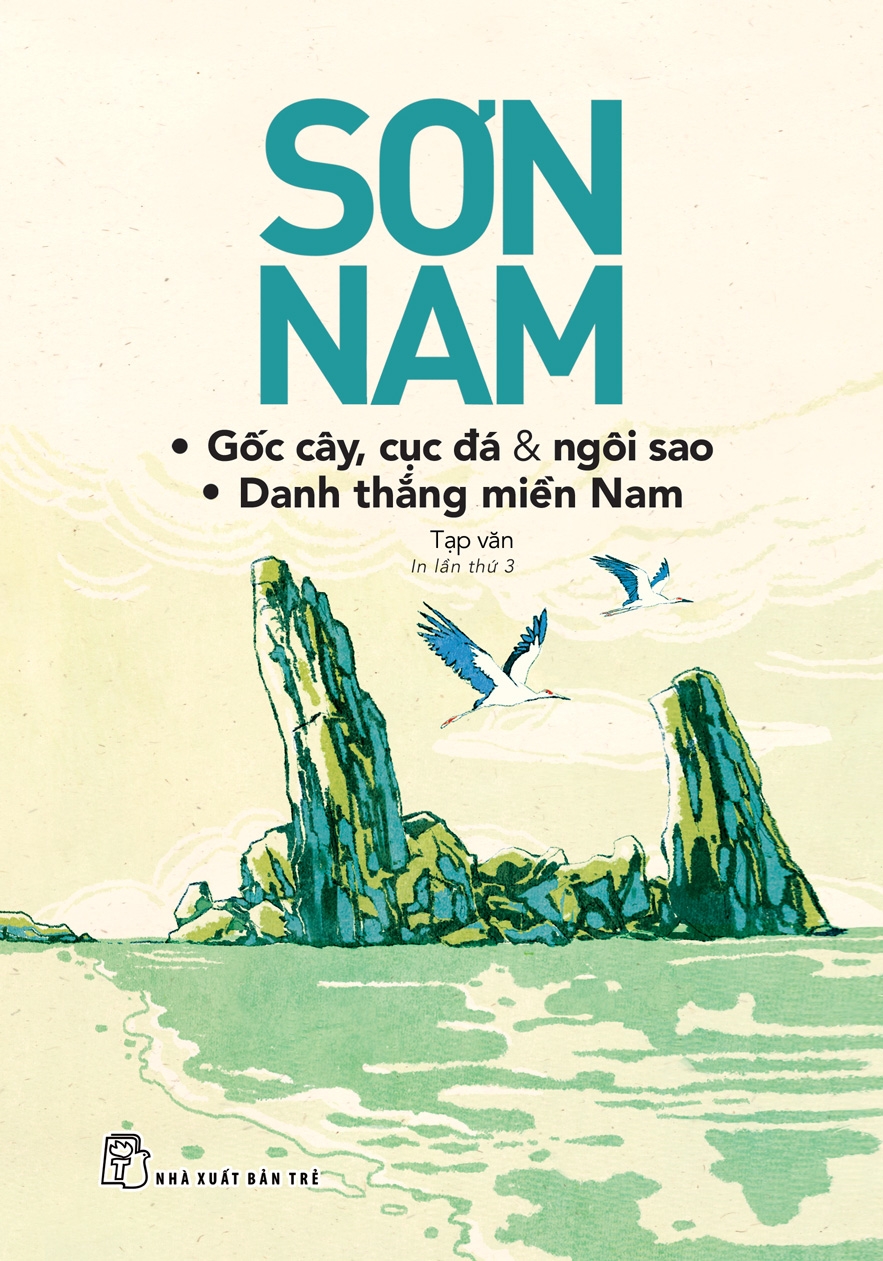 SƠN
NAM
• Gốc cây, cục đá & ngôi sao
• Danh thắng miền Nam
Tạp văn
In lần thứ 3
T
NHÀ XUẤT BẢN TRẺ